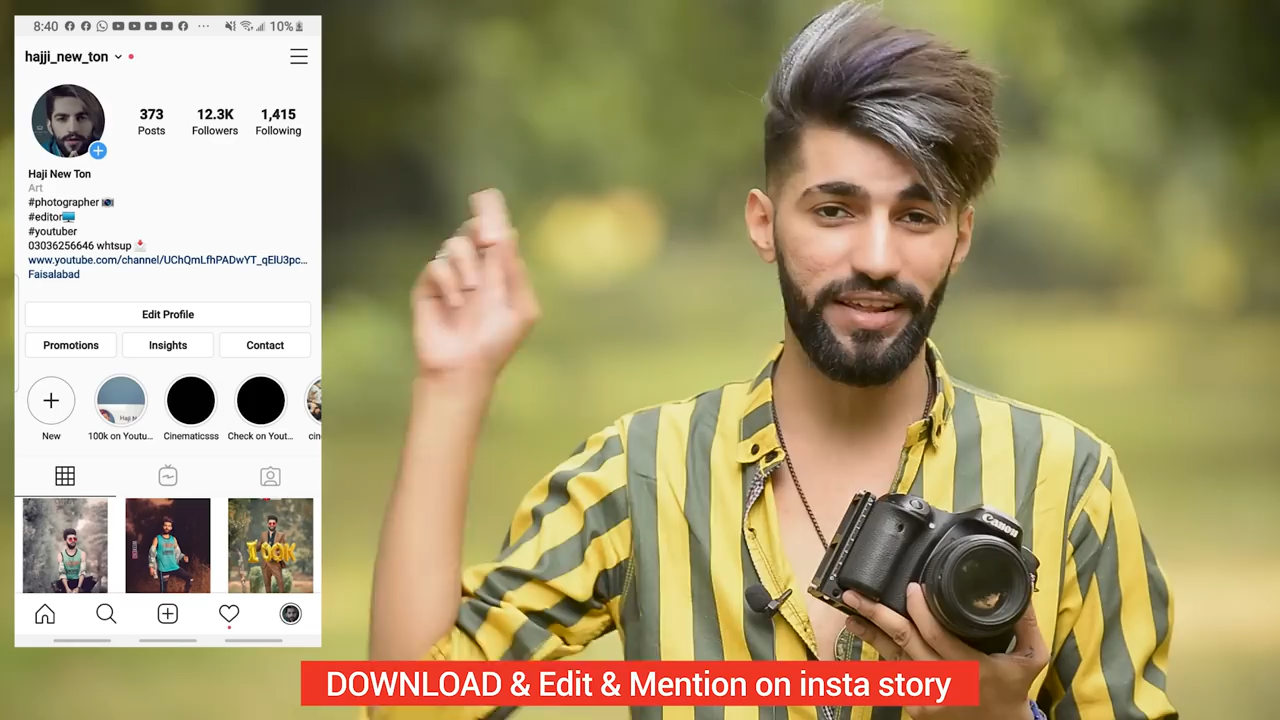 8:40 10%
hajji_new_ton
373 12.3K 1,415
Posts Followers Following
Haji New Ton
Art
#photographer
#editor
#youtuber
03036256646 whtsup
www.youtube.com/channel/UChQmLfhPADwYT_qElU3pc...
Faisalabad
Edit Profile
Promotions Insights Contact
New 100k on Youtu... Cinematicsss Check on Yout... cin
I OOK
Canon
DOWNLOAD & Edit & Mention on insta story